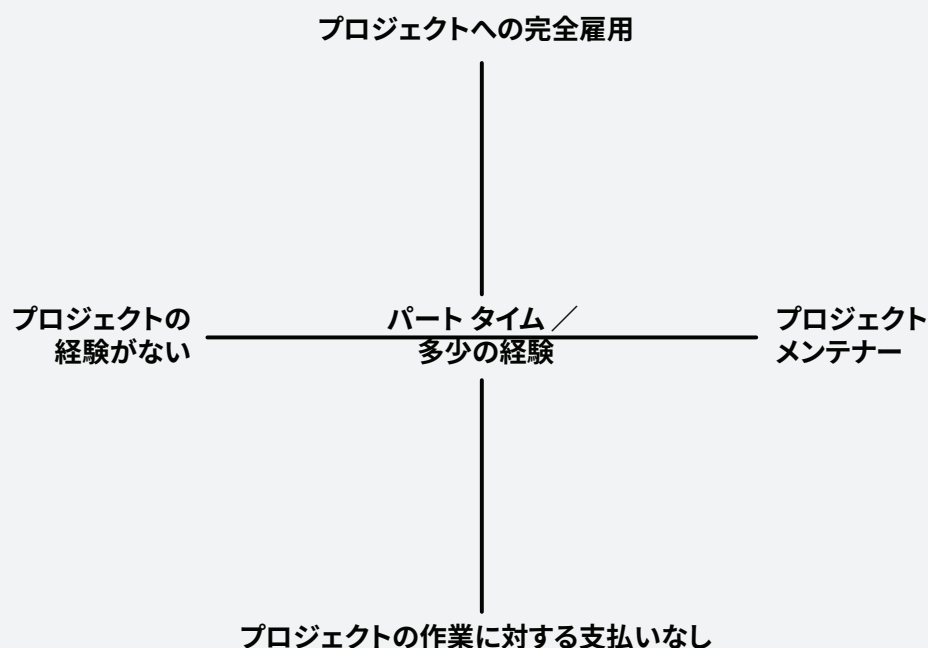 プロジェクトへの完全雇用
プロジェクトの
経験がない
パート タイム ／
多少の経験
プロジェクト
メンテナー
プロジェクトの作業に対する支払いなし